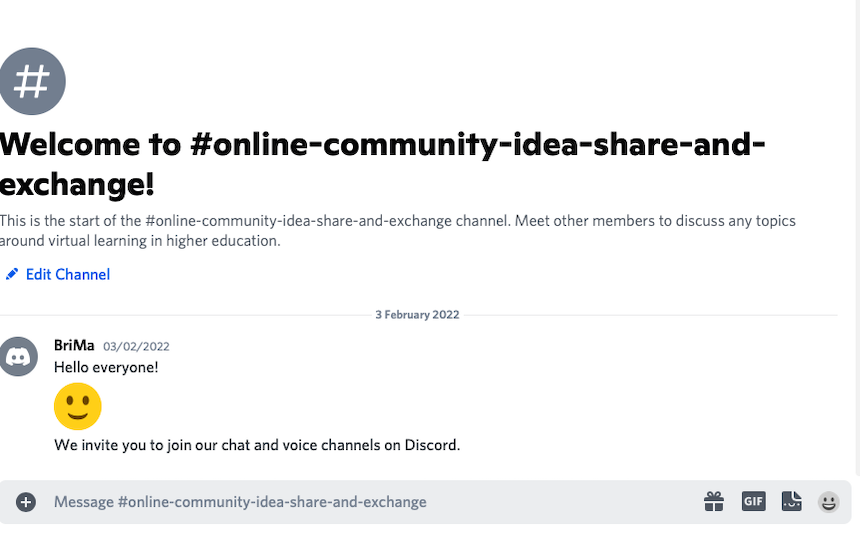 Welcome to #online-community-idea-share-and-
exchange!
This is the start of the #online-community-idea-share-and-exchange channel. Meet other members to discuss any topics
around virtual learning in higher education.
Edit Channel
3 February 2022
BriMa 03/02/2022
Hello everyone!
We invite you to join our chat and voice channels on Discord.
Message #online-community-idea-share-and-exchange
GIF